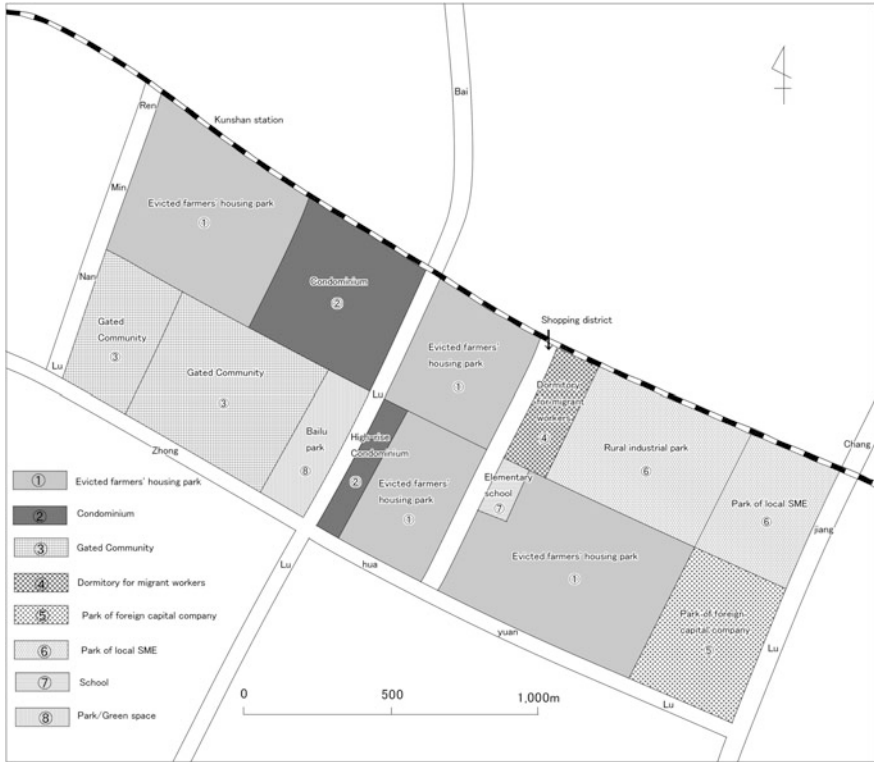 Ren
Kunshan station
Bai
Min
Evicted farmers' housing park
①
Nan
Condominium
②
Gated
Community
③
Lu
Gated Community
③
Shopping district
Evicted farmers'
housing park
①
Dormitory
for migrant
workers
4
Lu
Bailu
park
⑧
High-rise
Condominium
②
Evicted farmers'
housing park
①
Rural industrial park
⑥
Chang
Park of local SME
⑥
jiang
Elementary
school
⑦
Evicted farmers' housing park
①
Park of foreign
capital company
5
Zhong
Lu
hua
yuan
Lu
Lu
① Evicted farmers' housing park
② Condominium
③ Gated Community
④ Dormitory for migrant workers
⑤ Park of foreign capital company
⑥ Park of local SME
⑦ School
⑧ Park/Green space
0 500 1,000m